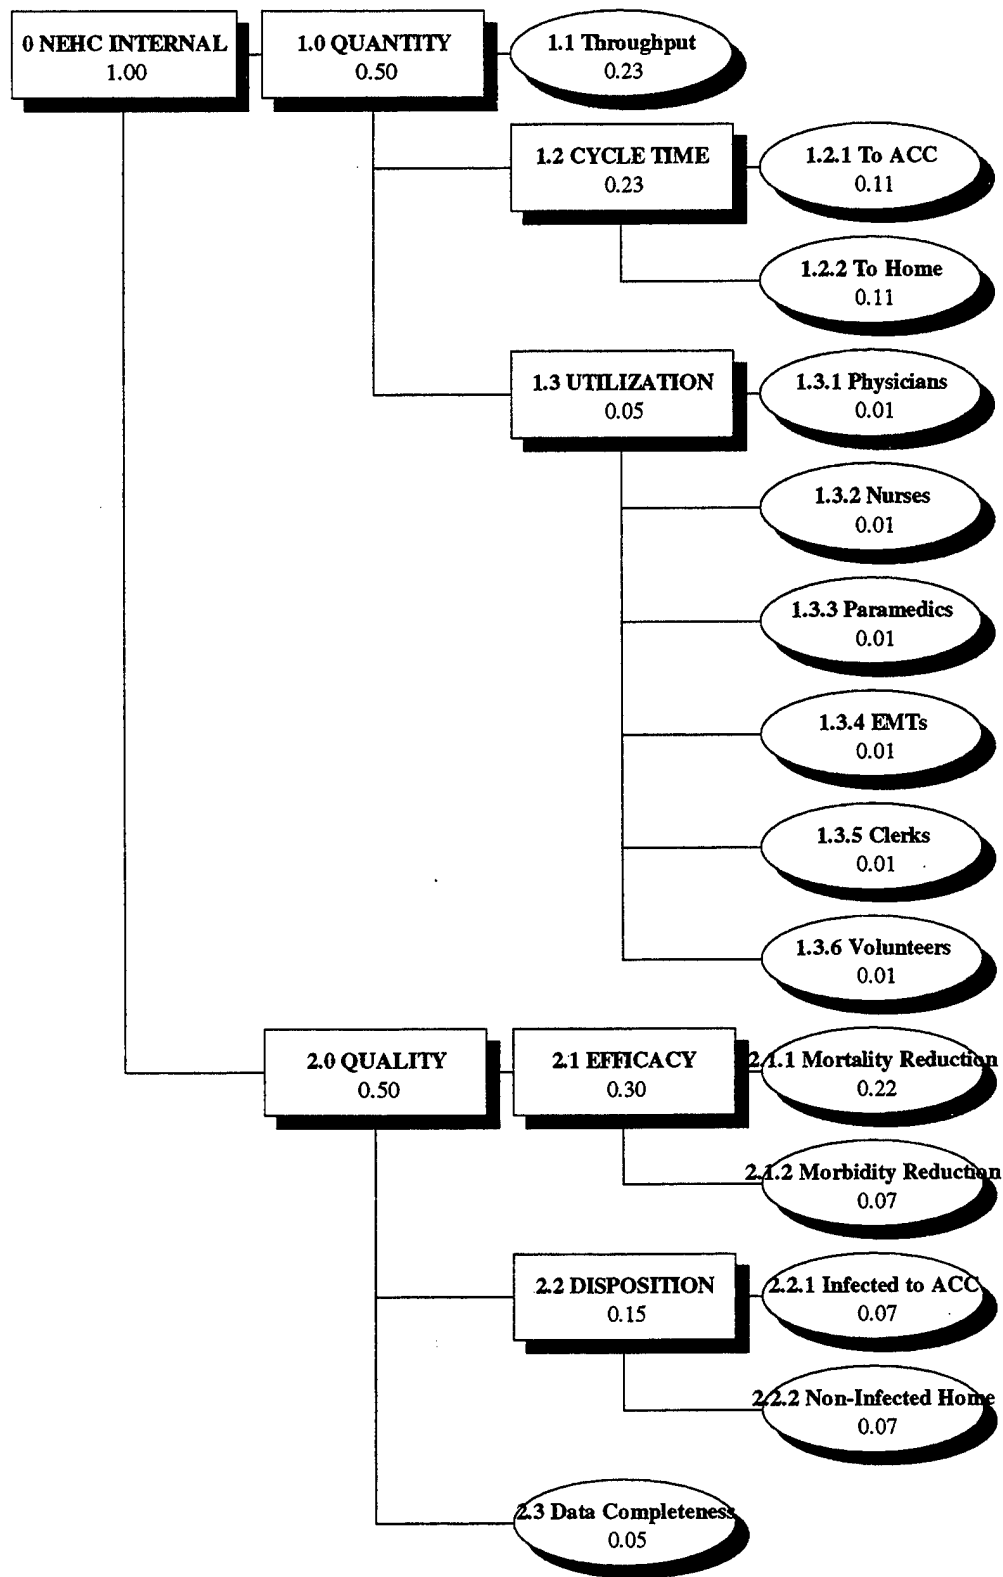 0 NEHC INTERNAL
1.00
1.0 QUANTITY
0.50
1.1 Throughput
0.23
1.2 CYCLE TIME
0.23
1.2.1 To ACC
0.11
1.2.2 To Home
0.11
1.3 UTILIZATION
0.05
1.3.1 Physicians
0.01
1.3.2 Nurses
0.01
1.3.3 Paramedics
0.01
1.3.4 EMTs
0.01
1.3.5 Clerks
0.01
1.3.6 Volunteers
0.01
2.0 QUALITY
0.50
2.1 EFFICACY
0.30
2.1.1 Mortality Reduction
0.22
2.1.2 Morbidity Reduction
0.07
2.2 DISPOSITION
0.15
2.2.1 Infected to ACC
0.07
2.2.2 Non-Infected Home
0.07
2.3 Data Completeness
0.05